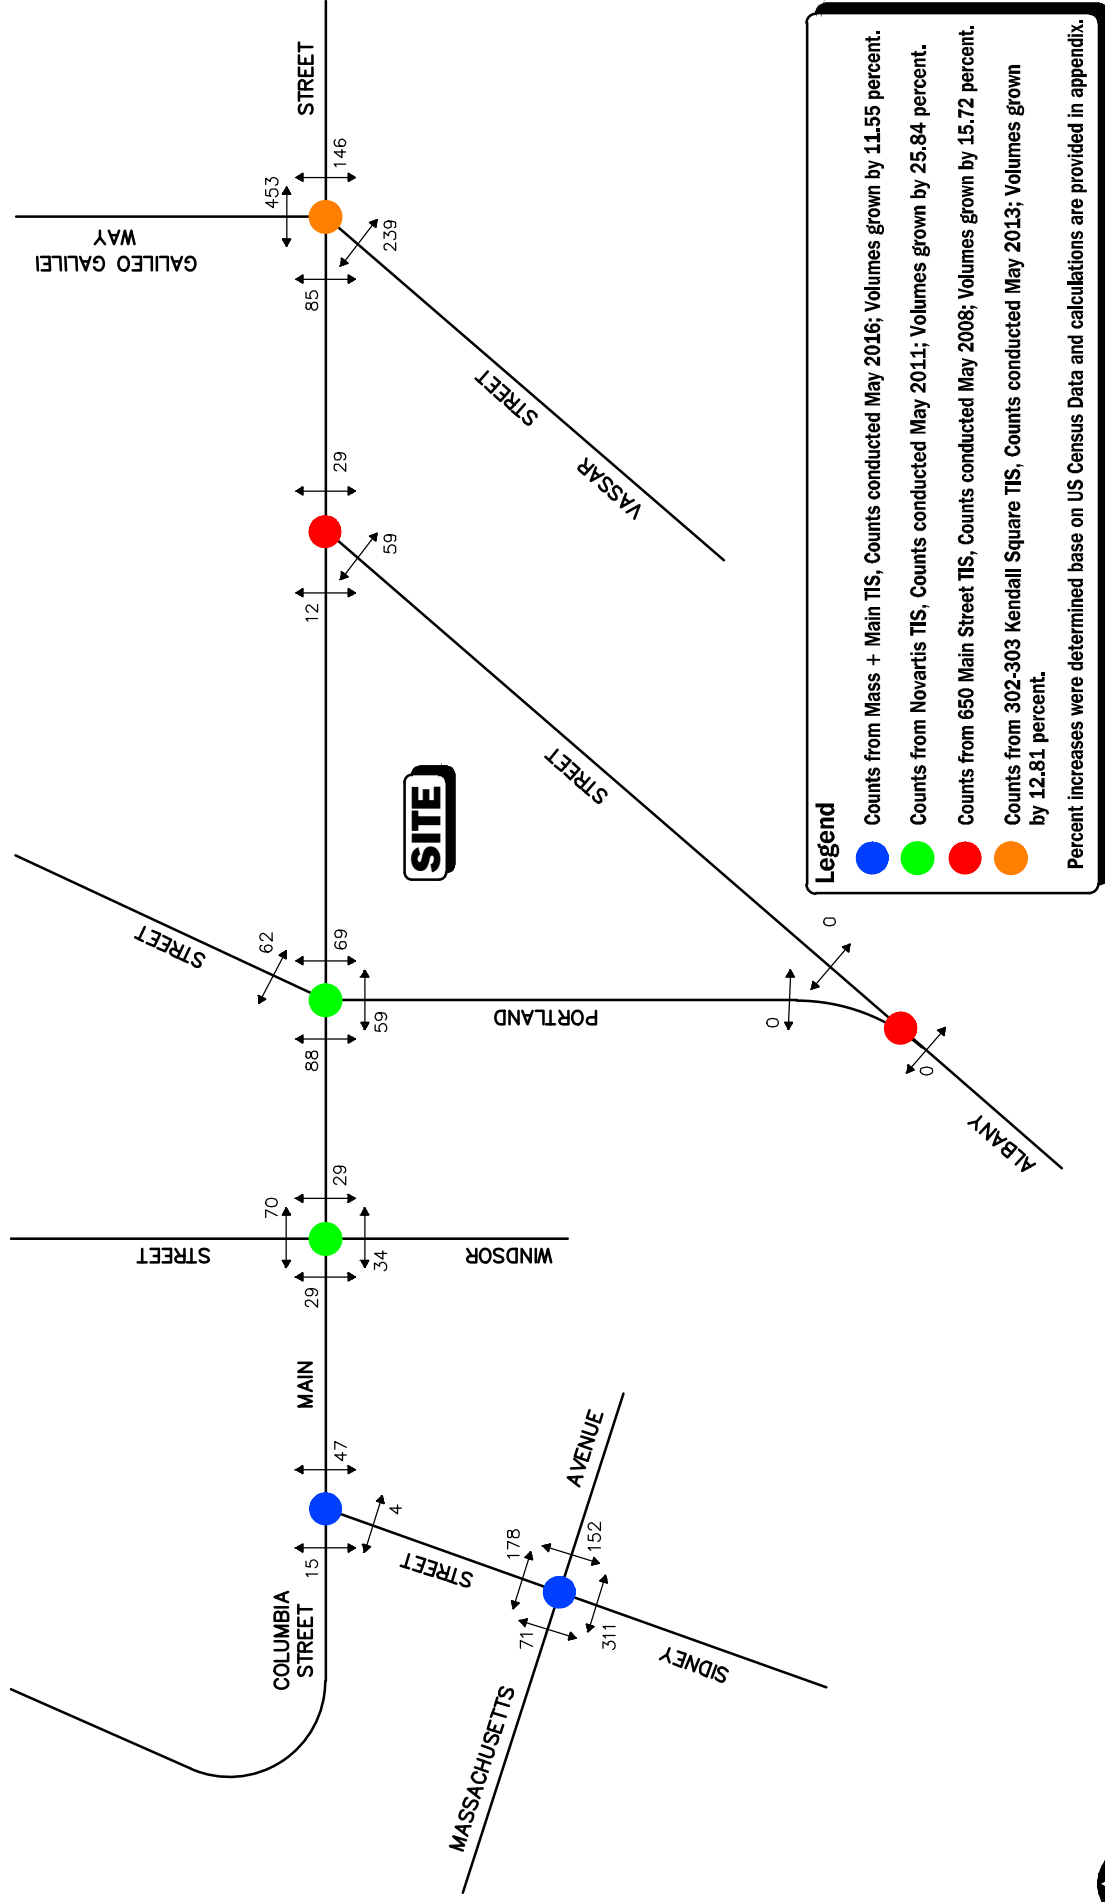 GALILEO GALILEI
WAY
453
146
STREET
239
85
STREET
VASSAR
29
59
12
STREET
SITE
STREET
62
69
59
88
PORTLAND
0
0
0
ALBANY
70
29
34
29
STREET
WINDSOR
MAIN
47
4
15
COLUMBIA
STREET
STREET
178
152
71
311
AVENUE
SIDNEY
MASSACHUSETTS
Legend
Counts from Mass + Main TIS, Counts conducted May 2016; Volumes grown by 11.55 percent.
Counts from Novartis TIS, Counts conducted May 2011; Volumes grown by 25.84 percent.
Counts from 650 Main Street TIS, Counts conducted May 2008; Volumes grown by 15.72 percent.
Counts from 302-303 Kendall Square TIS, Counts conducted May 2013; Volumes grown
by 12.81 percent.
Percent increases were determined base on US Census Data and calculations are provided in appendix.